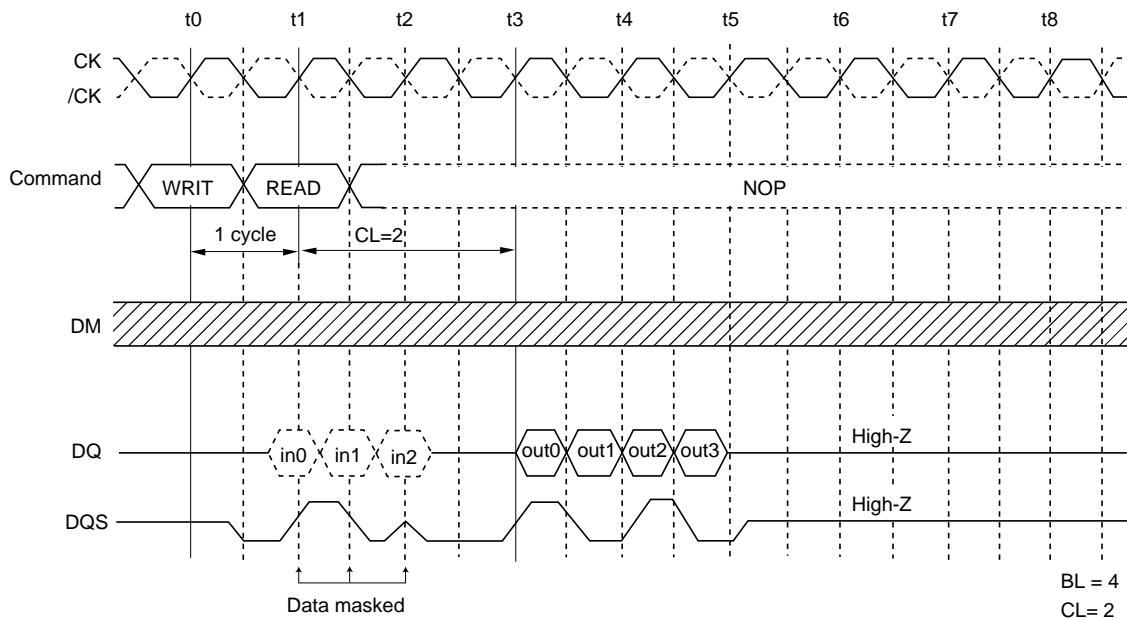 t0 t1 t2 t3 t4 t5 t6 t7 t8
CK
/CK
Command WRIT READ NOP
1 cycle CL=2
DM
DQ in0 in1 in2 out0 out1 out2 out3 High-Z
DQS High-Z
Data masked
BL = 4
CL= 2